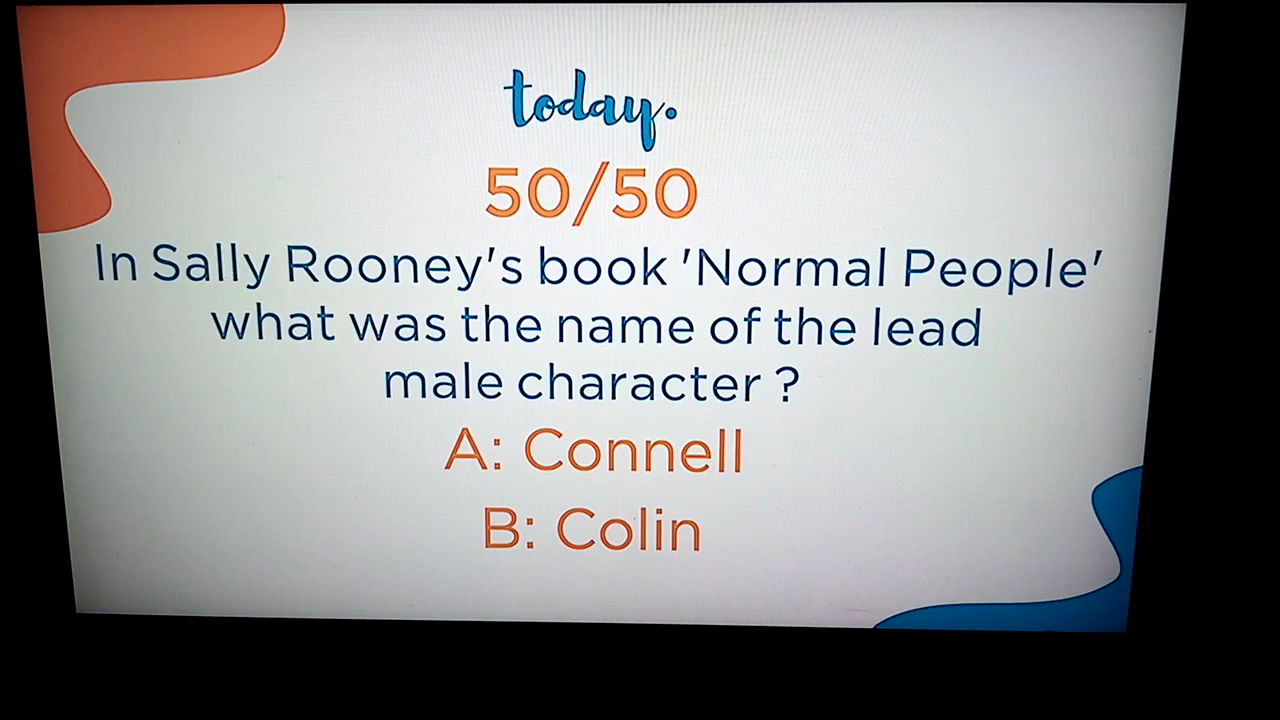 today.
50/50
In Sally Rooney's book 'Normal People'
what was the name of the lead
male character ?
A: Connell
B: Colin